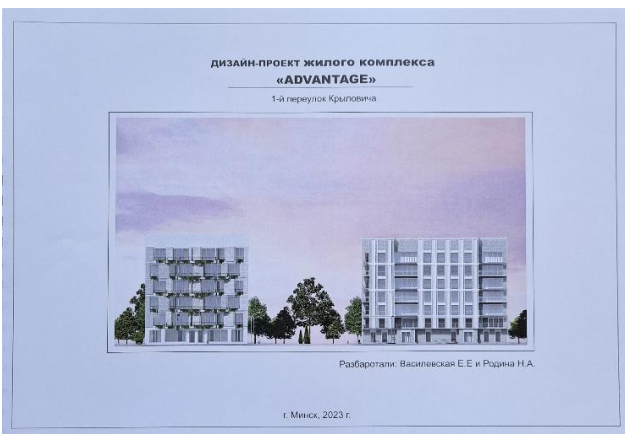 ДИЗАЙН-ПРОЕКТ ЖИЛОГО КОМПЛЕКСА
«ADVANTAGE»
1-й переулок Крыловича
Разбаротали: Василевская Е.Е и Родина Н.А.
г. Минск, 2023 г.